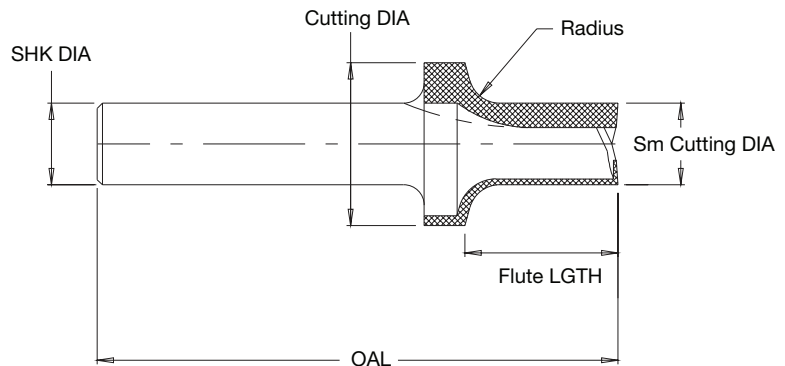 Cutting DIA
Radius
SHK DIA
Sm Cutting DIA
Flute LGTH
OAL